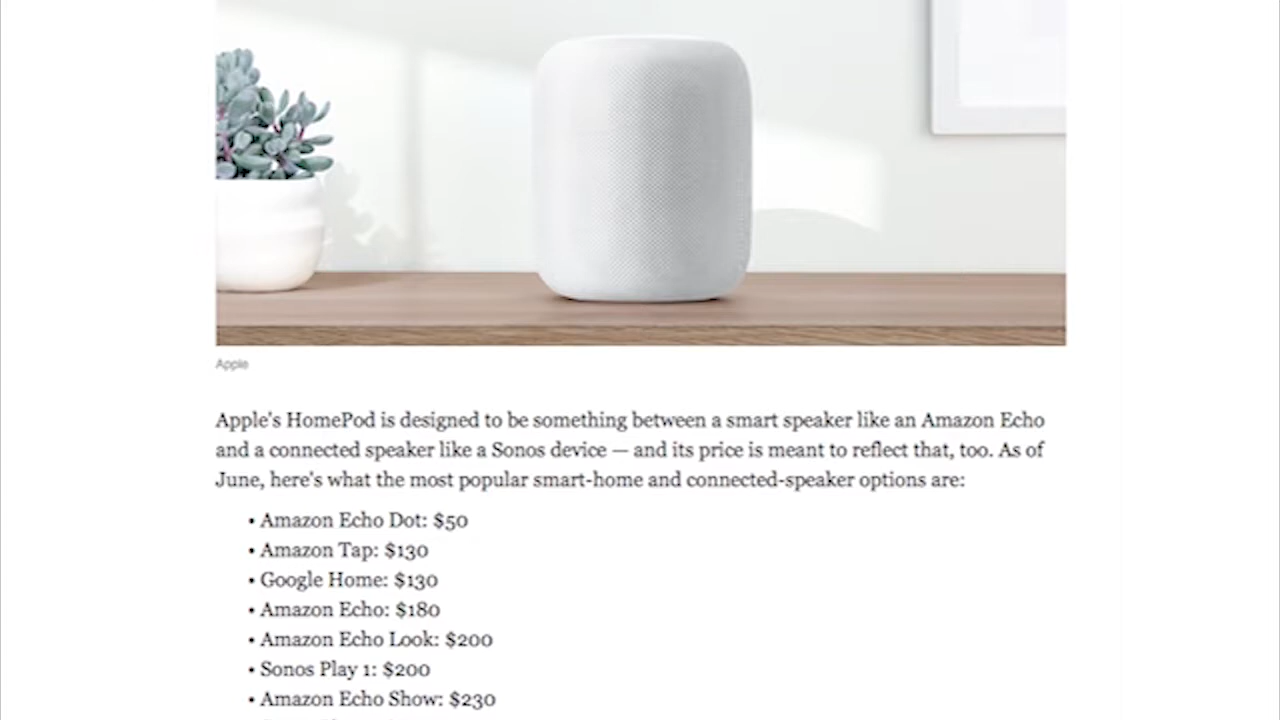 Apple
Apple's HomePod is designed to be something between a smart speaker like an Amazon Echo
and a connected speaker like a Sonos device — and its price is meant to reflect that, too. As of
June, here's what the most popular smart-home and connected-speaker options are:
• Amazon Echo Dot: $50
• Amazon Tap: $130
• Google Home: $130
• Amazon Echo: $180
• Amazon Echo Look: $200
• Sonos Play 1: $200
• Amazon Echo Show: $230